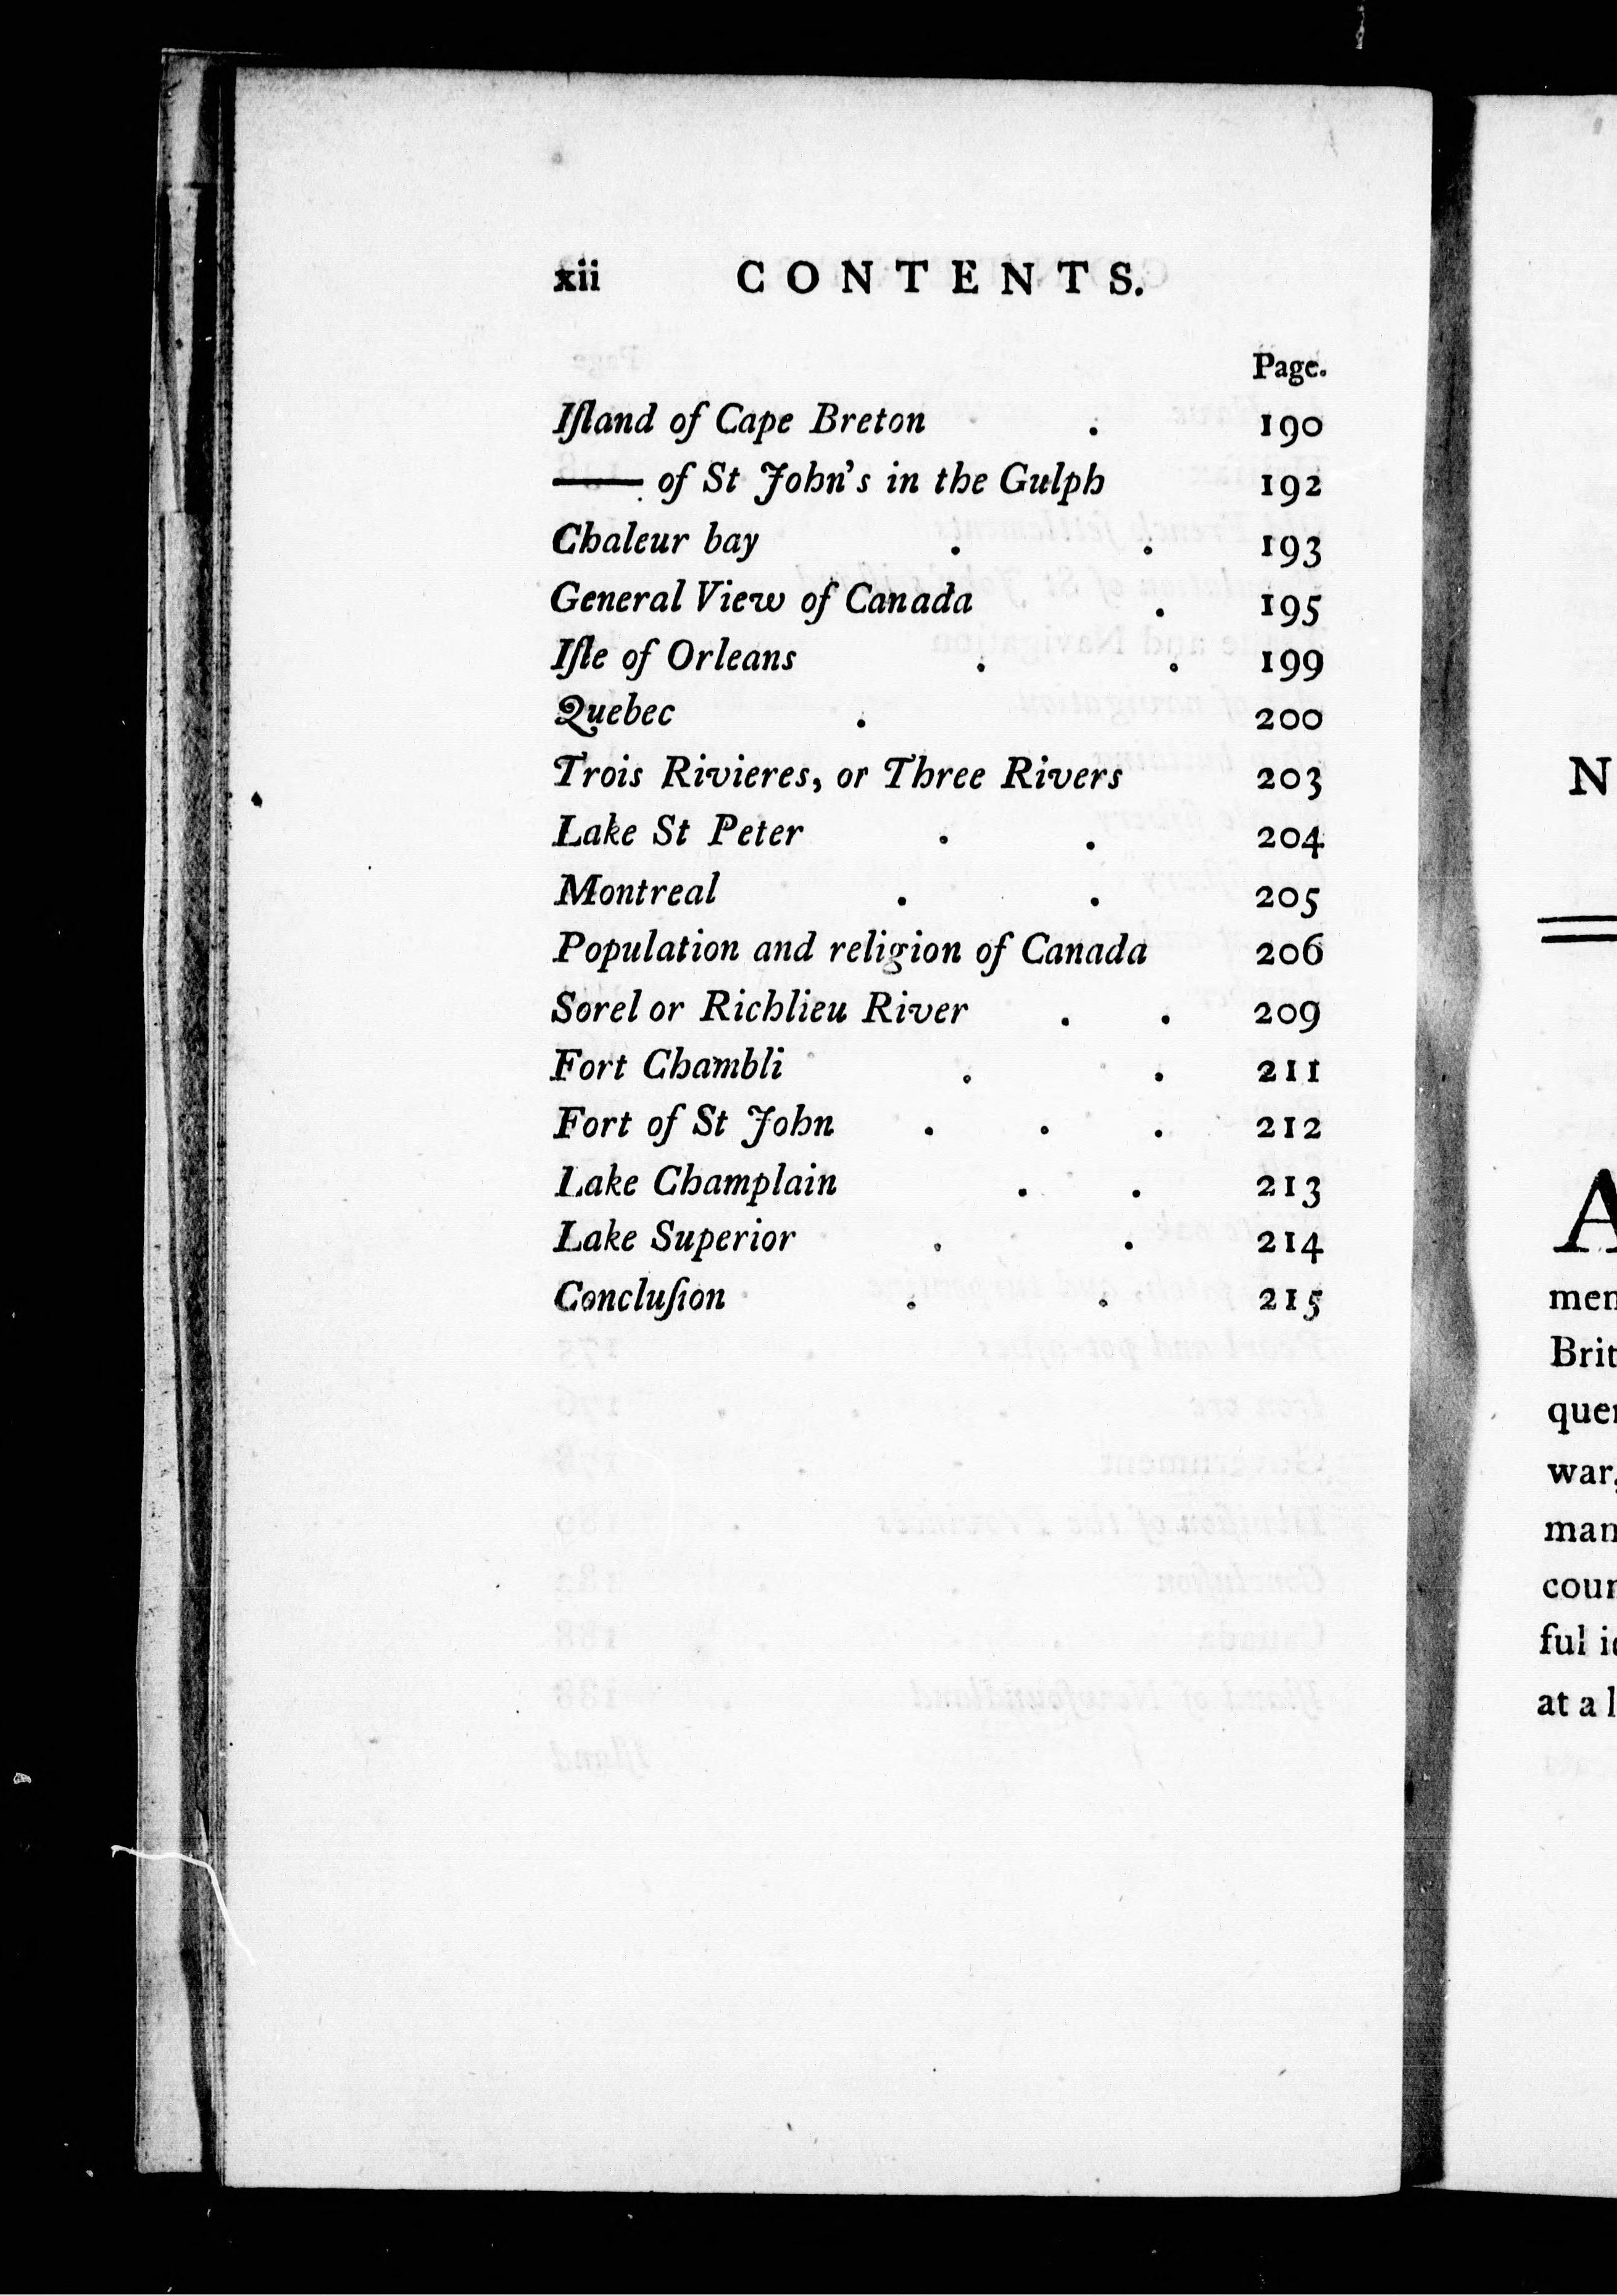 xii CONTENTS.
Page.
Iſland of Cape Breton . 190
—— of St John's in the Gulph 192
Chaleur bay . . 193
General View of Canada . 195
Iſle of Orleans . . 199
Quebec . 200
Trois Rivieres, or Three Rivers 203
Lake St Peter . . 204
Montreal . . 205
Population and religion of Canada 206
Sorel or Richlieu River . . 209
Fort Chambli . . 211
Fort of St John . . . 212
Lake Champlain . . 213
Lake Superior . . 214
Concluſion . . 215
N
A
men
Brit
quer
war,
man
coun
ful
at a l